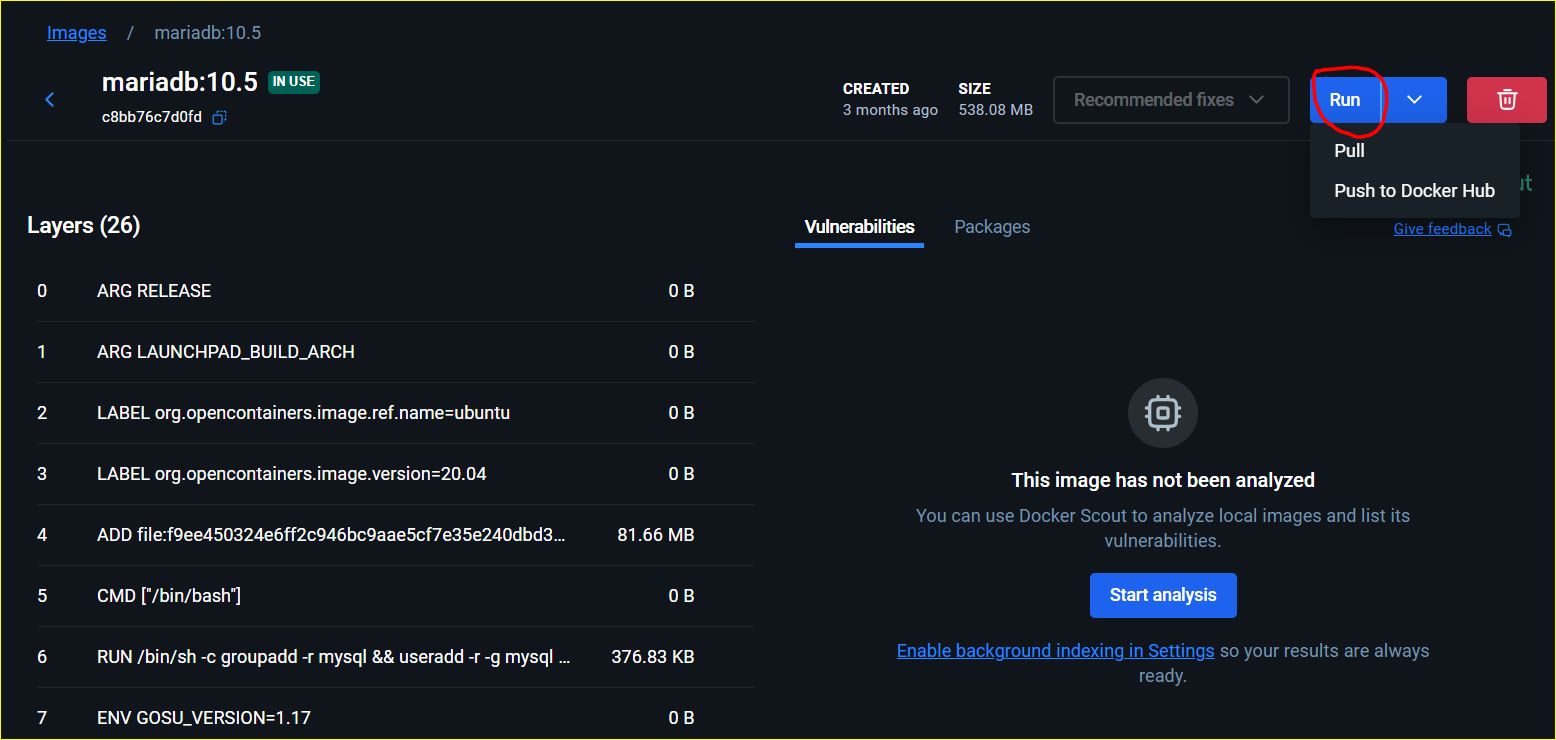 Images / mariadb:10.5
mariadb:10.5 IN USE
c8bb76c7d0fd
CREATED
3 months ago
SIZE
538.08 MB
Recommended fixes
Run
Pull
Push to Docker Hub
Give feedback
Layers (26)
0 ARG RELEASE 0 B
1 ARG LAUNCHPAD_BUILD_ARCH 0 B
2 LABEL org.opencontainers.image.ref.name=ubuntu 0 B
3 LABEL org.opencontainers.image.version=20.04 0 B
4 ADD file:f9ee450324e6ff2c946bc9aae5cf7e35e240dbd3... 81.66 MB
5 CMD ["/bin/bash"] 0 B
6 RUN /bin/sh -c groupadd -r mysql && useradd -r -g mysql ... 376.83 KB
7 ENV GOSU_VERSION=1.17 0 B
Vulnerabilities Packages
This image has not been analyzed
You can use Docker Scout to analyze local images and list its
vulnerabilities.
Start analysis
Enable background indexing in Settings so your results are always
ready.